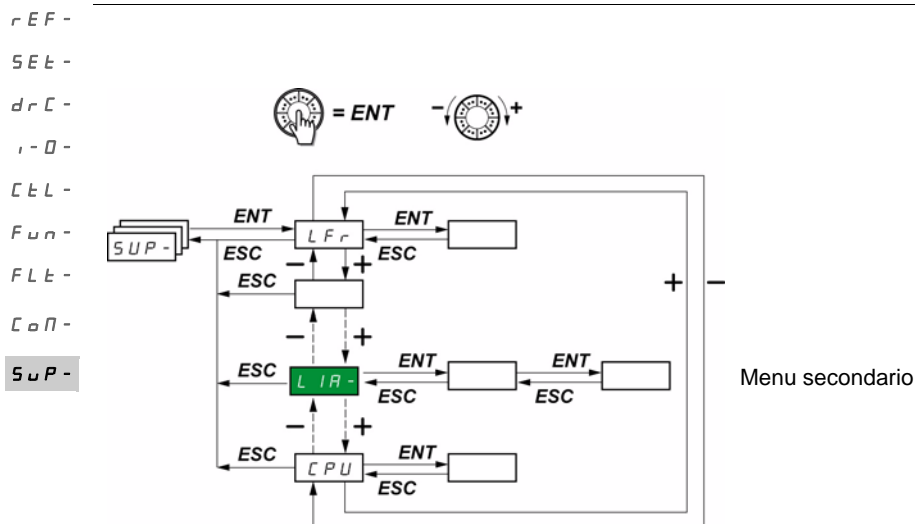 rEF-
SEt-
drC-
I-O-
CtL-
Fun-
FLt-
CoM-
SuP-
= ENT
- +
SUP-
ENT
ESC
LFr
ENT
ESC
- +
ESC
+ -
- +
ESC
LIA-
ENT
ESC
ENT
ESC
Menu secondario
- +
ESC
CPU
ENT
ESC